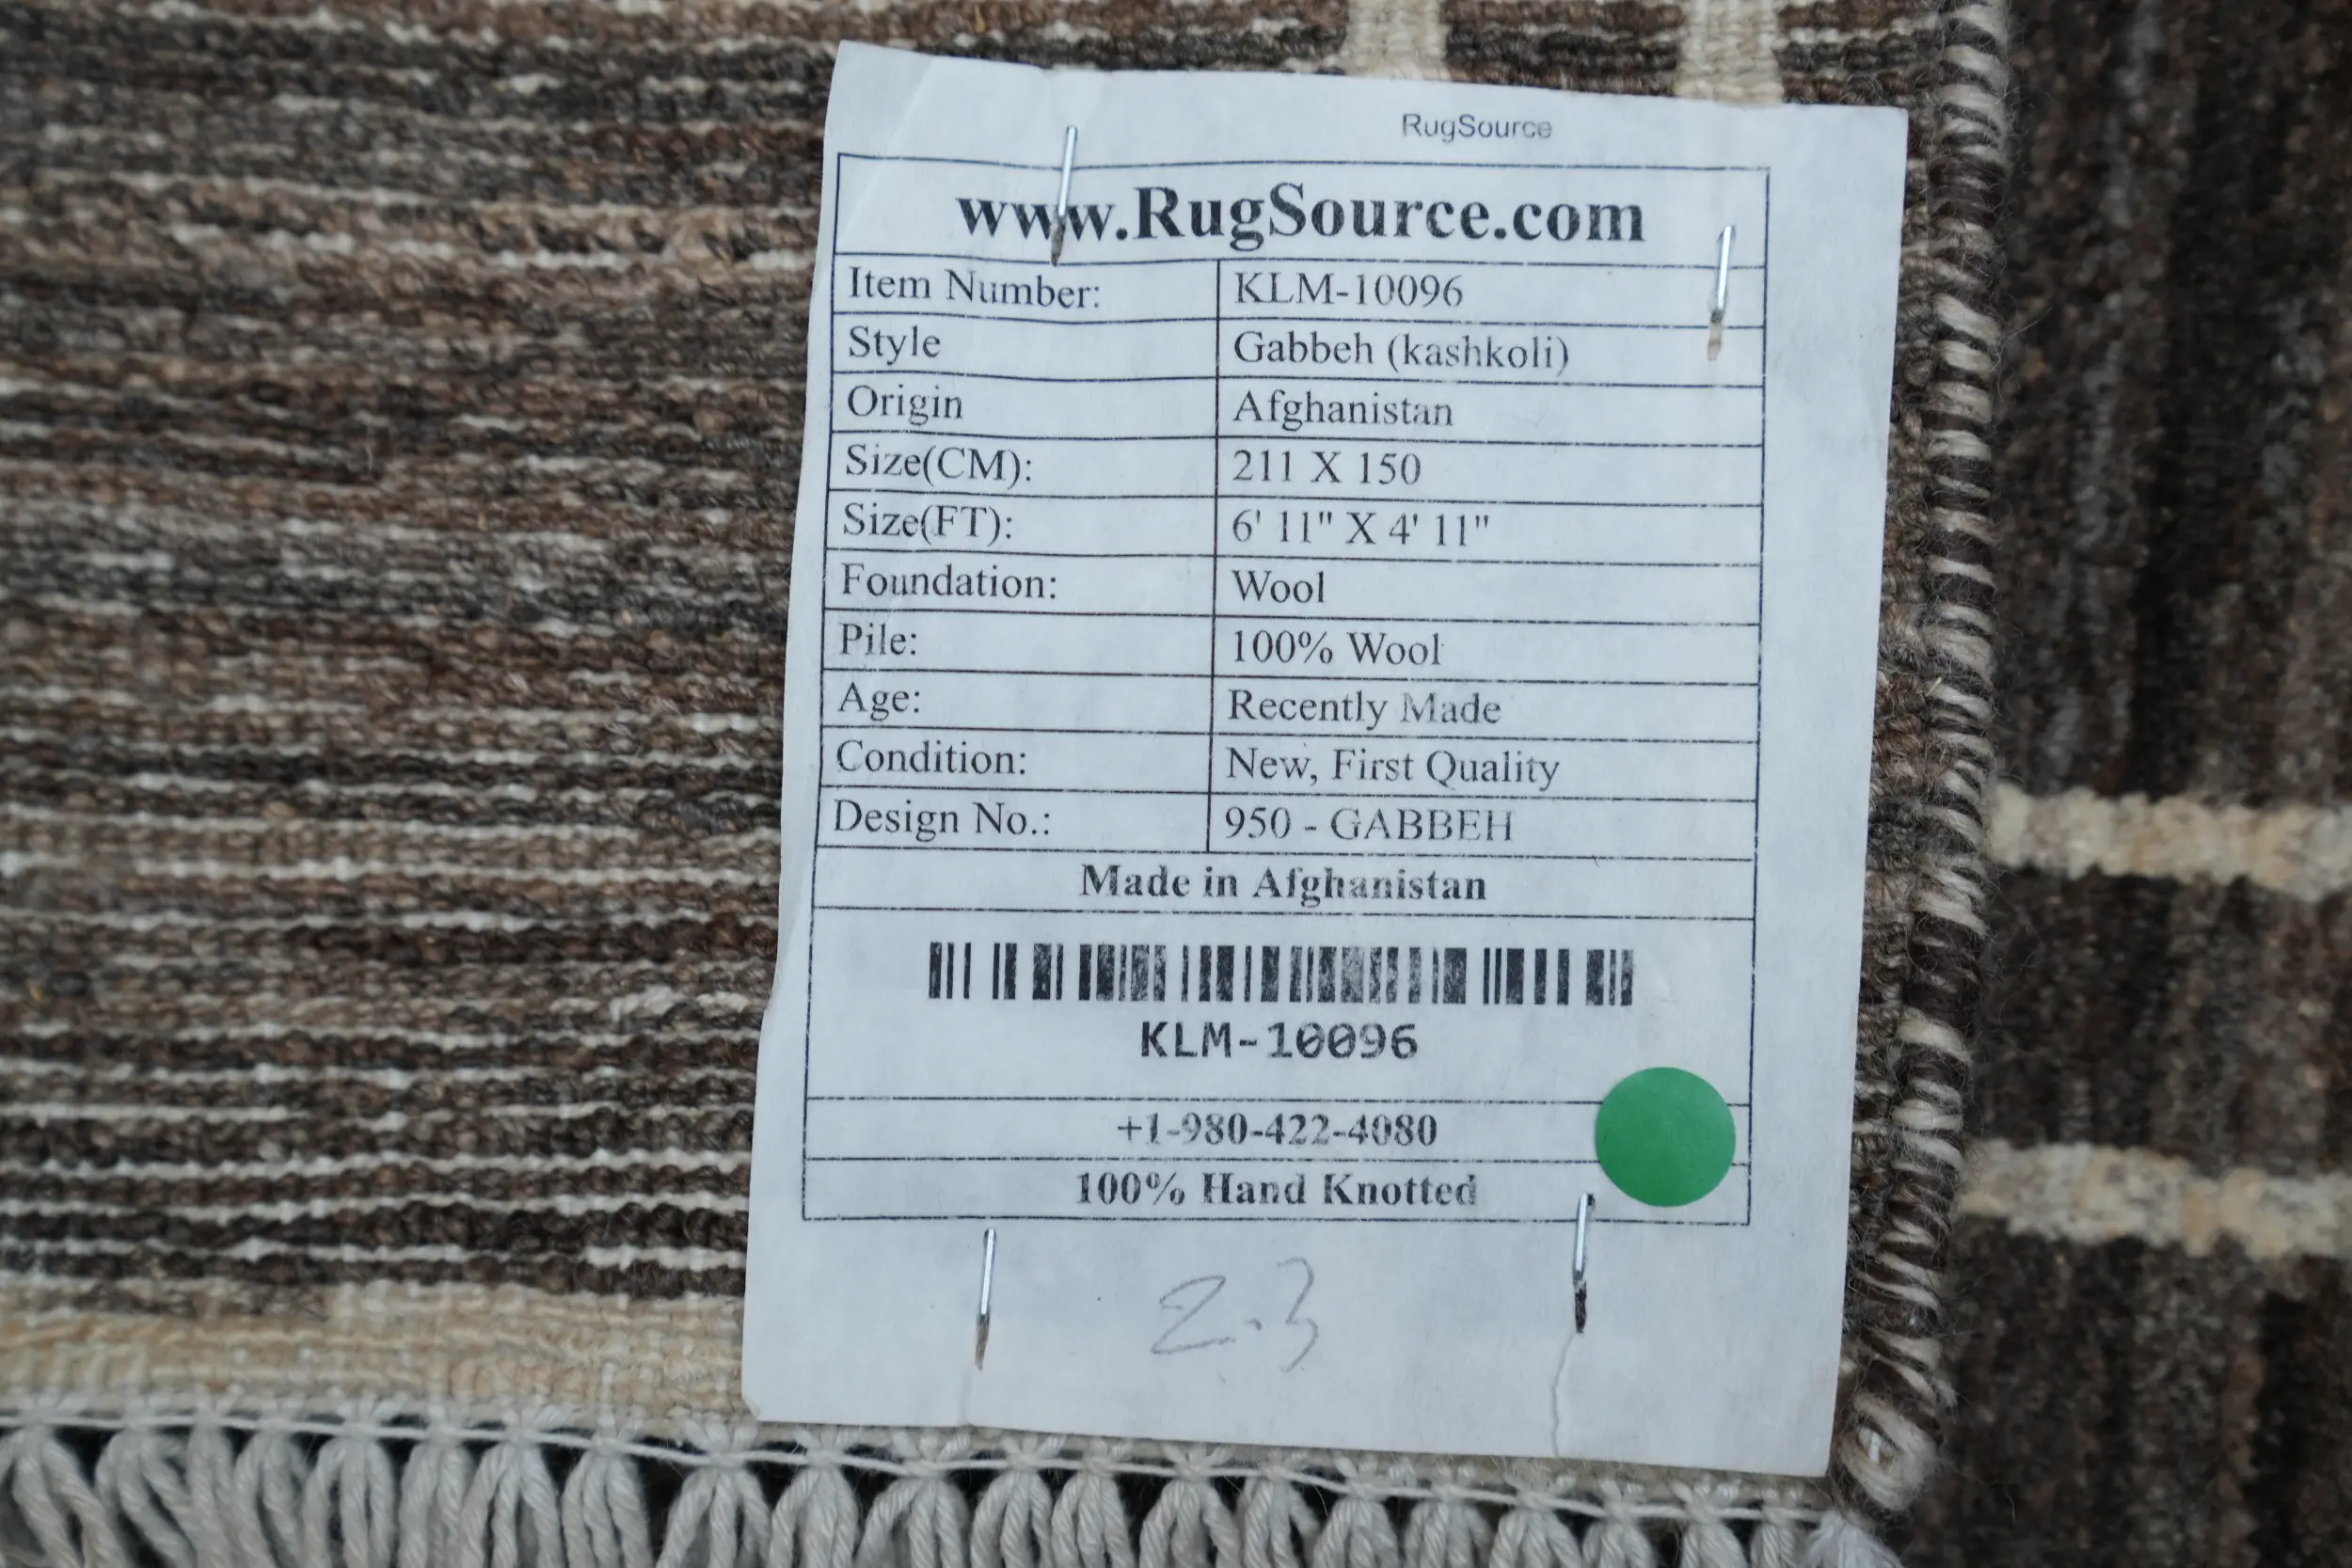 RugSource
www.RugSource.com
Item Number: KLM-10096
Style Gabbeh (kashkoli)
Origin Afghanistan
Size(CM): 211 X 150
Size(FT): 6' 11" X 4' 11"
Foundation: Wool
Pile: 100% Wool
Age: Recently Made
Condition: New, First Quality
Design No.: 950 - GABBEH
Made in Afghanistan
KLM-10096
+1-980-422-4080
100% Hand Knotted
2.3